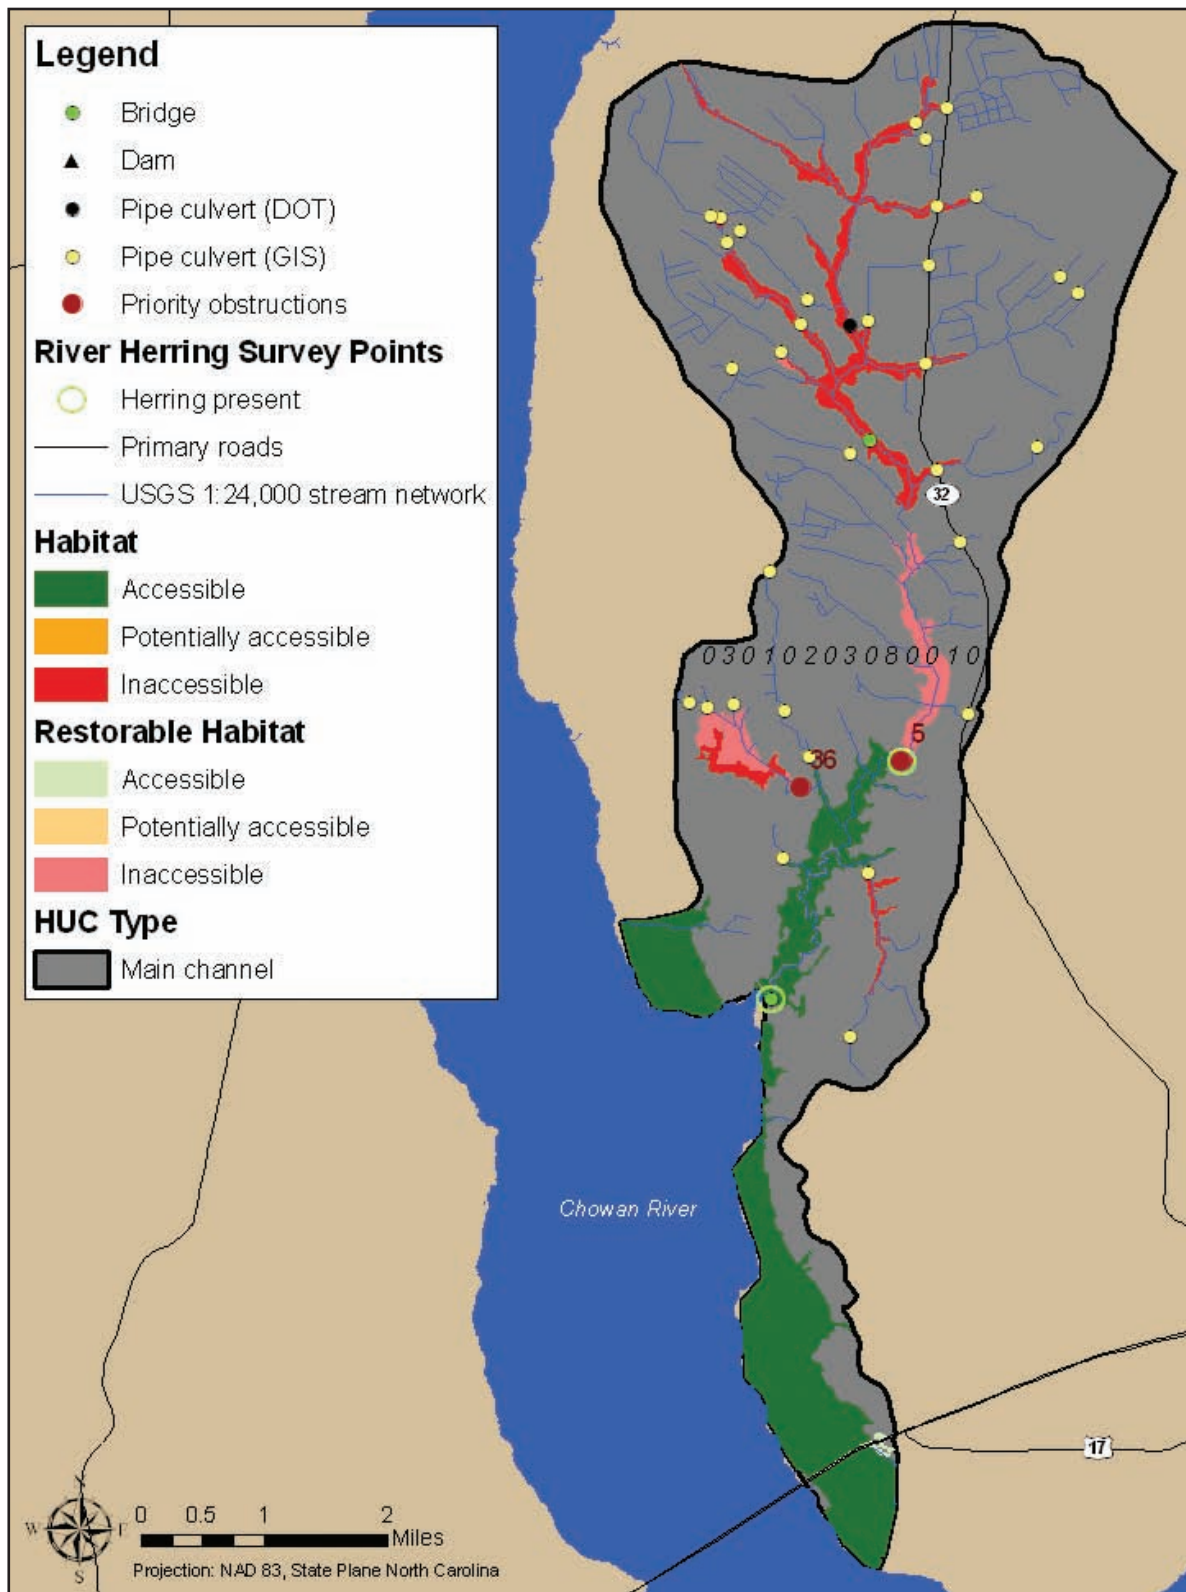 Legend
Bridge
Dam
Pipe culvert (DOT)
Pipe culvert (GIS)
Priority obstructions
River Herring Survey Points
Herring present
Primary roads
USGS 1:24,000 stream network
Habitat
Accessible
Potentially accessible
Inaccessible
Restorable Habitat
Accessible
Potentially accessible
Inaccessible
HUC Type
Main channel
32
03010203080010
5
36
Chowan River
17
N
W E
S
0 0.5 1 2
Miles
Projection: NAD 83, State Plane North Carolina